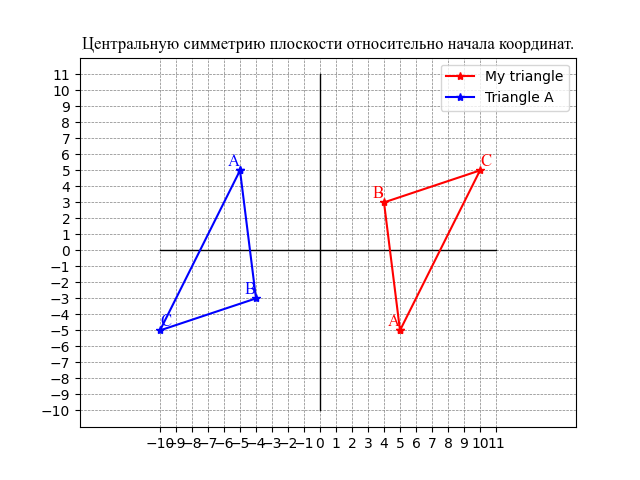 Центральную симметрию плоскости относительно начала координат.
My triangle
Triangle A
11
10
9
8
7
6
5
4
3
2
1
0
−1
−2
−3
−4
−5
−6
−7
−8
−9
−10
A
B
C
A
B
C
−10 −9 −8 −7 −6 −5 −4 −3 −2 −1 0 1 2 3 4 5 6 7 8 9 10 11